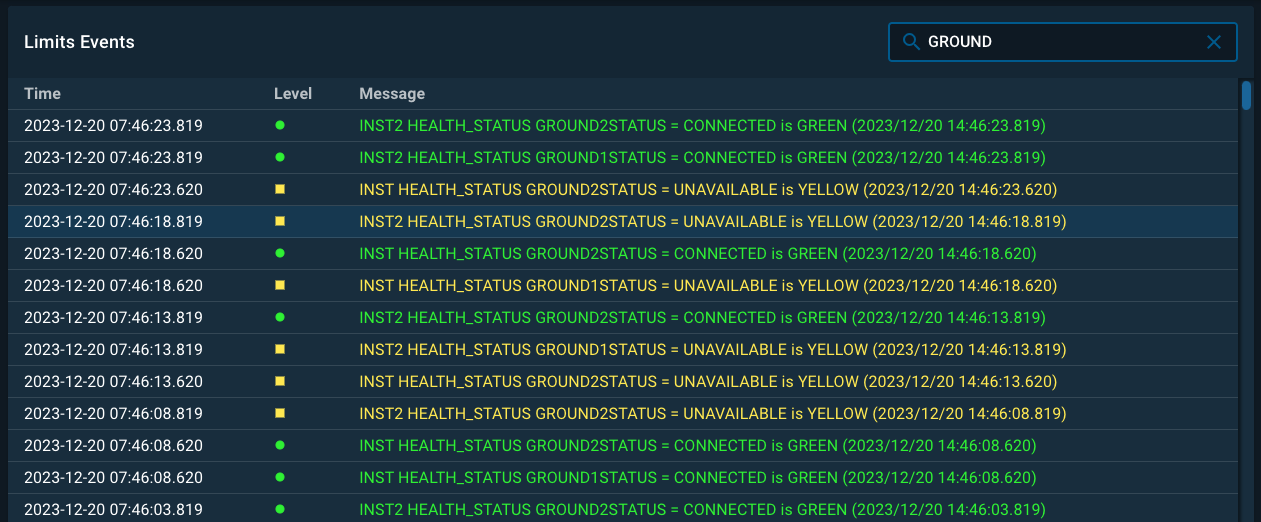 Limits Events
GROUND
Time Level Message
2023-12-20 07:46:23.819 INST2 HEALTH_STATUS GROUND2STATUS = CONNECTED is GREEN (2023/12/20 14:46:23.819)
2023-12-20 07:46:23.819 INST2 HEALTH_STATUS GROUND1STATUS = CONNECTED is GREEN (2023/12/20 14:46:23.819)
2023-12-20 07:46:23.620 INST HEALTH_STATUS GROUND2STATUS = UNAVAILABLE is YELLOW (2023/12/20 14:46:23.620)
2023-12-20 07:46:18.819 INST2 HEALTH_STATUS GROUND2STATUS = UNAVAILABLE is YELLOW (2023/12/20 14:46:18.819)
2023-12-20 07:46:18.620 INST HEALTH_STATUS GROUND2STATUS = CONNECTED is GREEN (2023/12/20 14:46:18.620)
2023-12-20 07:46:18.620 INST HEALTH_STATUS GROUND1STATUS = UNAVAILABLE is YELLOW (2023/12/20 14:46:18.620)
2023-12-20 07:46:13.819 INST2 HEALTH_STATUS GROUND2STATUS = CONNECTED is GREEN (2023/12/20 14:46:13.819)
2023-12-20 07:46:13.819 INST2 HEALTH_STATUS GROUND1STATUS = UNAVAILABLE is YELLOW (2023/12/20 14:46:13.819)
2023-12-20 07:46:13.620 INST HEALTH_STATUS GROUND2STATUS = UNAVAILABLE is YELLOW (2023/12/20 14:46:13.620)
2023-12-20 07:46:08.819 INST2 HEALTH_STATUS GROUND2STATUS = UNAVAILABLE is YELLOW (2023/12/20 14:46:08.819)
2023-12-20 07:46:08.620 INST HEALTH_STATUS GROUND2STATUS = CONNECTED is GREEN (2023/12/20 14:46:08.620)
2023-12-20 07:46:08.620 INST HEALTH_STATUS GROUND1STATUS = CONNECTED is GREEN (2023/12/20 14:46:08.620)
2023-12-20 07:46:03.819 INST2 HEALTH_STATUS GROUND2STATUS = CONNECTED is GREEN (2023/12/20 14:46:03.819)